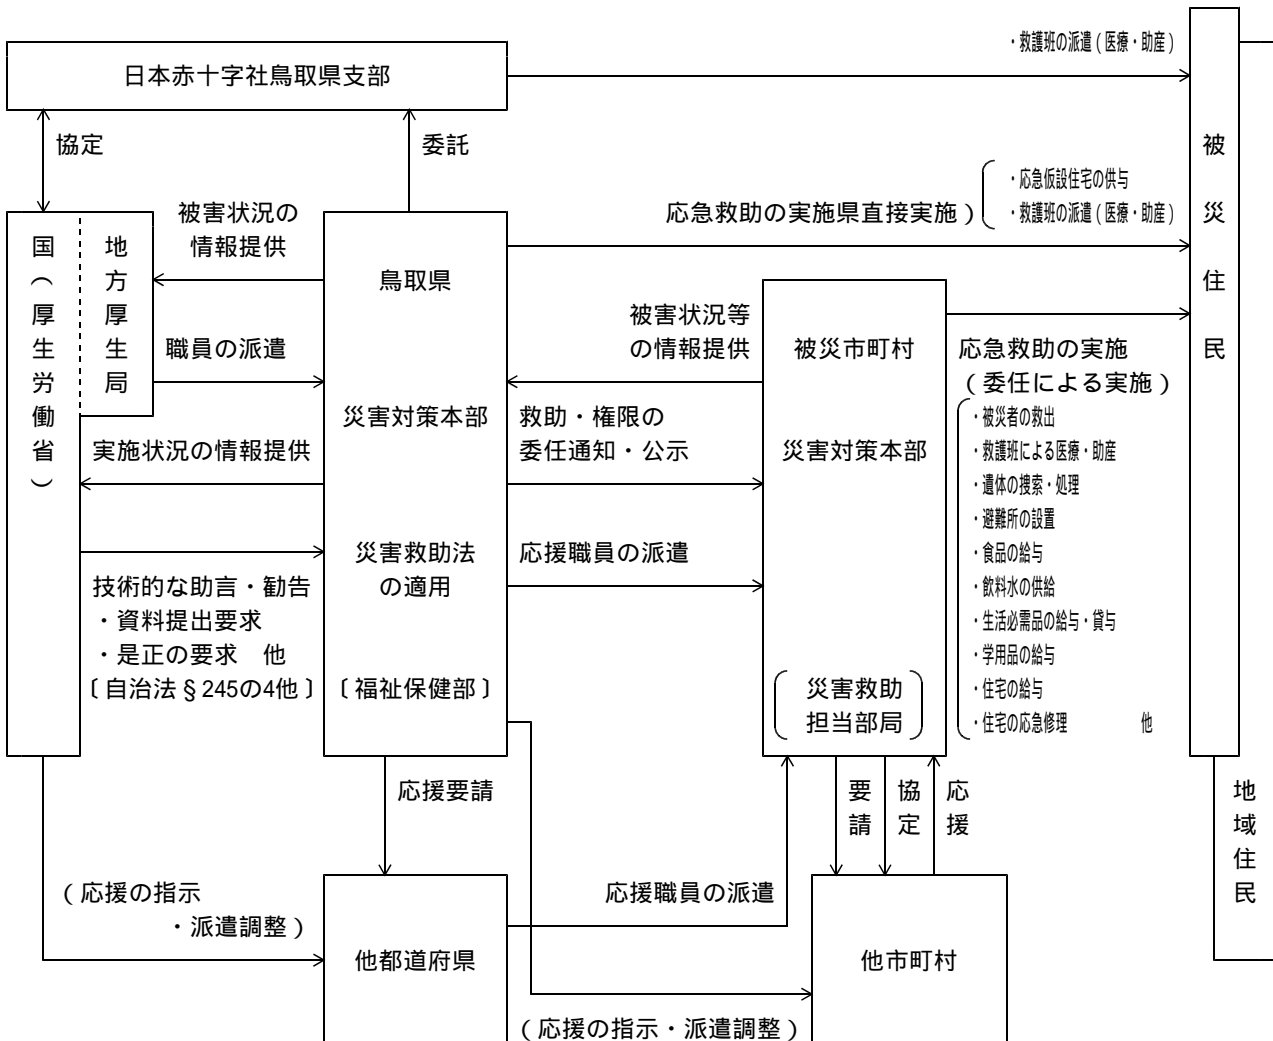 ・救護班の派遣（医療・助産）
日本赤十字社鳥取県支部
協定
委託
被災住民
・応急仮設住宅の供与
応急救助の実施県直接実施）
・救護班の派遣（医療・助産）
被害状況の
情報提供
国（厚生労働省）
地方厚生局
鳥取県
職員の派遣
被害状況等
の情報提供
被災市町村
応急救助の実施
（委任による実施）
災害対策本部
救助・権限の
委任通知・公示
災害対策本部
・被災者の救出
・救護班による医療・助産
・遺体の捜索・処理
・避難所の設置
・食品の給与
・飲料水の供給
・生活必需品の給与・貸与
・学用品の給与
・住宅の給与
・住宅の応急修理　他
実施状況の情報提供
災害救助法
の適用
応援職員の派遣
技術的な助言・勧告
・資料提出要求
・是正の要求　他
〔自治法§245の4他〕
〔福祉保健部〕
災害救助
担当部局
応援要請
要請
協定
応援
地域住民
（応援の指示
・派遣調整）
応援職員の派遣
他都道府県
他市町村
（応援の指示・派遣調整）